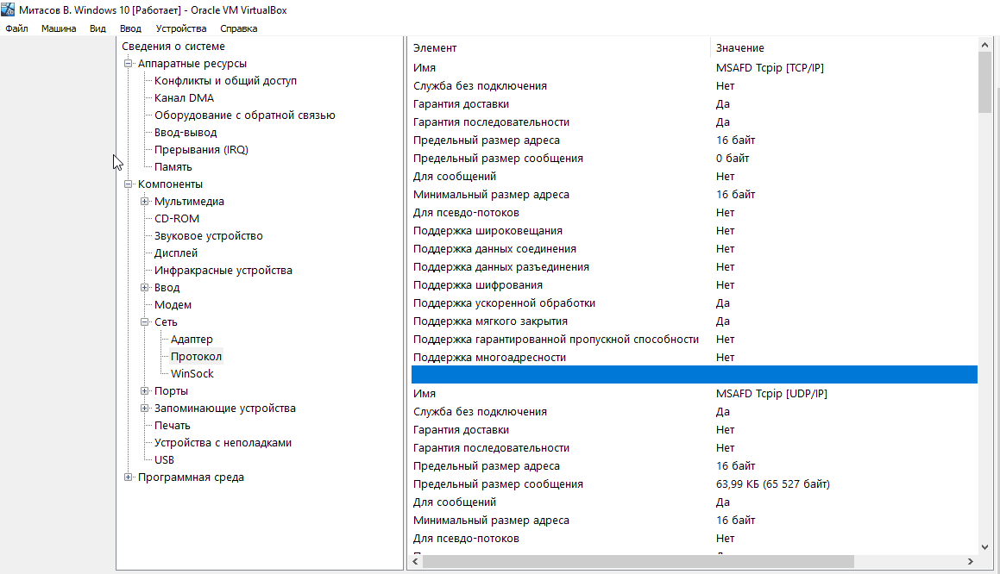 Митасов В. Windows 10 [Работает] - Oracle VM VirtualBox
Файл Машина Вид Ввод Устройства Справка
Сведения о системе
Аппаратные ресурсы
Конфликты и общий доступ
Канал DMA
Оборудование с обратной связью
Ввод-вывод
Прерывания (IRQ)
Память
Компоненты
Мультимедиа
CD-ROM
Звуковое устройство
Дисплей
Инфракрасные устройства
Ввод
Модем
Сеть
Адаптер
Протокол
WinSock
Порты
Запоминающие устройства
Печать
Устройства с неполадками
USB
Программная среда
Элемент Значение
Имя MSAFD Tcpip [TCP/IP]
Служба без подключения Нет
Гарантия доставки Да
Гарантия последовательности Да
Предельный размер адреса 16 байт
Предельный размер сообщения 0 байт
Для сообщений Нет
Минимальный размер адреса 16 байт
Для псевдо-потоков Нет
Поддержка широковещания Нет
Поддержка данных соединения Нет
Поддержка данных разъединения Нет
Поддержка шифрования Нет
Поддержка ускоренной обработки Да
Поддержка мягкого закрытия Да
Поддержка гарантированной пропускной способности Нет
Поддержка многоадресности Нет
Имя MSAFD Tcpip [UDP/IP]
Служба без подключения Да
Гарантия доставки Нет
Гарантия последовательности Нет
Предельный размер адреса 16 байт
Предельный размер сообщения 63,99 КБ (65 527 байт)
Для сообщений Да
Минимальный размер адреса 16 байт
Для псевдо-потоков Нет